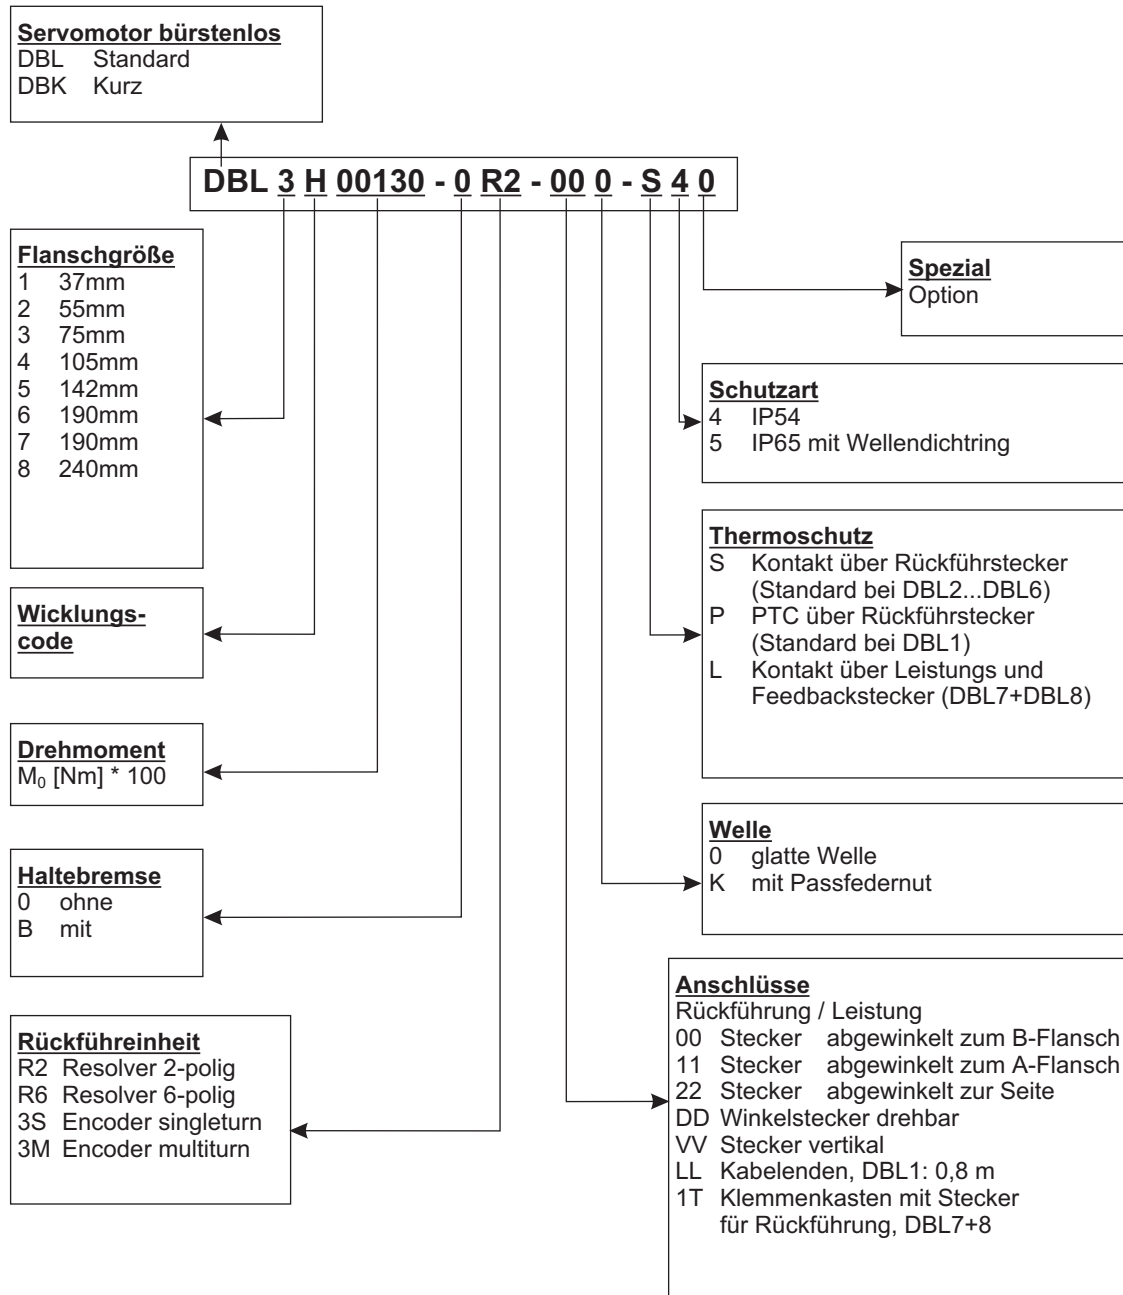 Servomotor bürstenlos
DBL Standard
DBK Kurz
DBL 3 H 00130 - 0 R2 - 00 0 - S 4 0
Flanschgröße
1 37mm
2 55mm
3 75mm
4 105mm
5 142mm
6 190mm
7 190mm
8 240mm
Wicklungs-
code
Drehmoment
M₀ [Nm] * 100
Haltebremse
0 ohne
B mit
Rückführeinheit
R2 Resolver 2-polig
R6 Resolver 6-polig
3S Encoder singleturn
3M Encoder multiturn
Spezial
Option
Schutzart
4 IP54
5 IP65 mit Wellendichtring
Thermoschutz
S Kontakt über Rückführstecker
(Standard bei DBL2...DBL6)
P PTC über Rückführstecker
(Standard bei DBL1)
L Kontakt über Leistungs und
Feedbackstecker (DBL7+DBL8)
Welle
0 glatte Welle
K mit Passfedernut
Anschlüsse
Rückführung / Leistung
00 Stecker abgewinkelt zum B-Flansch
11 Stecker abgewinkelt zum A-Flansch
22 Stecker abgewinkelt zur Seite
DD Winkelstecker drehbar
VV Stecker vertikal
LL Kabelenden, DBL1: 0,8 m
1T Klemmenkasten mit Stecker
für Rückführung, DBL7+8